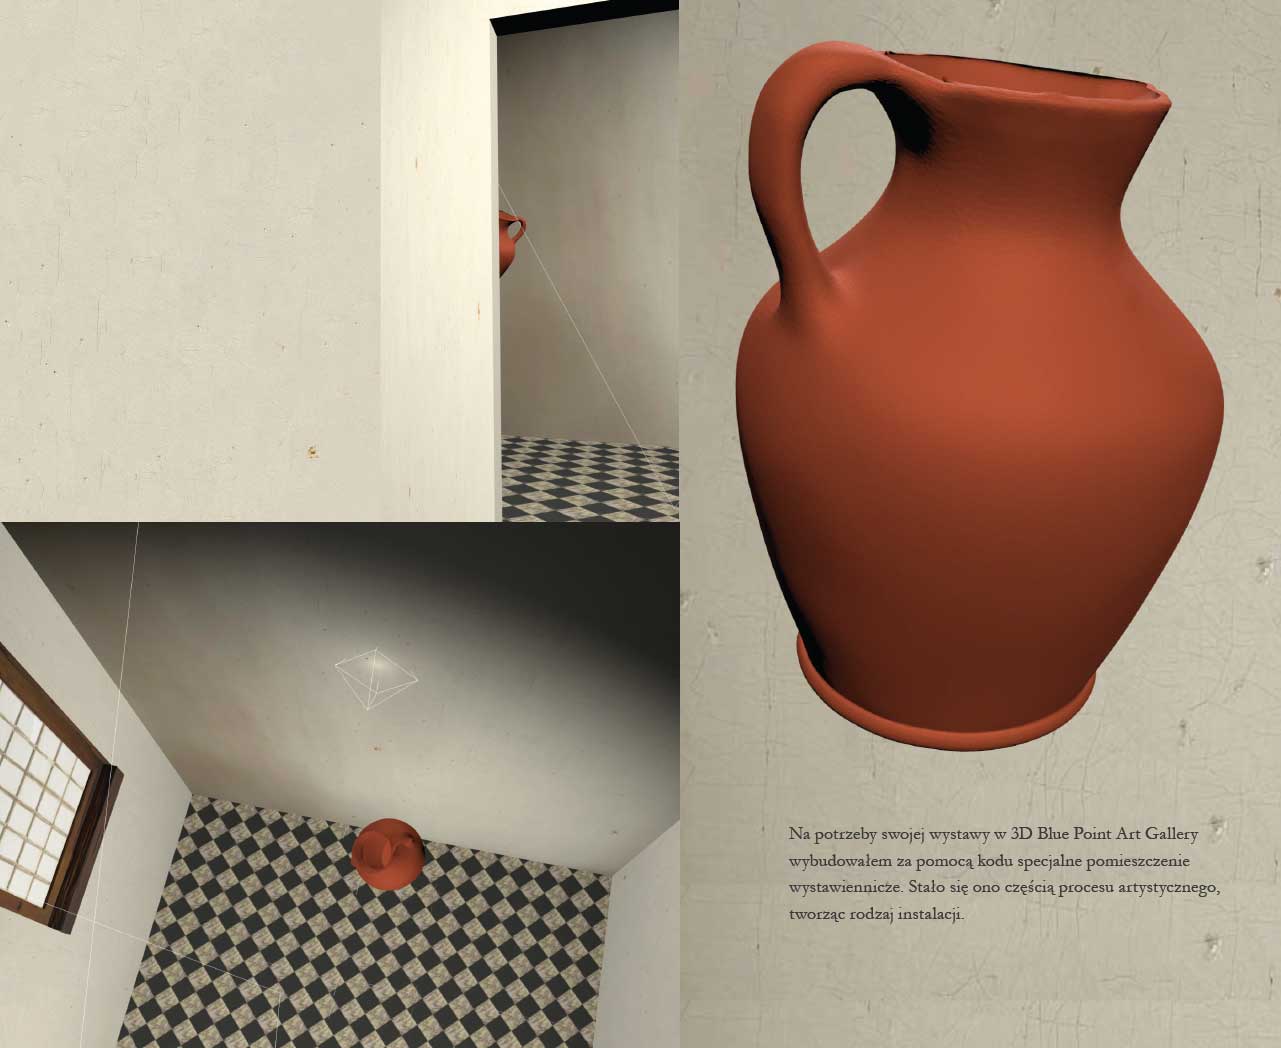 Na potrzeby swojej wystawy w 3D Blue Point Art Gallery
wybudowałem za pomocą kodu specjalne pomieszczenie
wystawiennicze. Stało się ono częścią procesu artystycznego,
tworząc rodzaj instalacji.